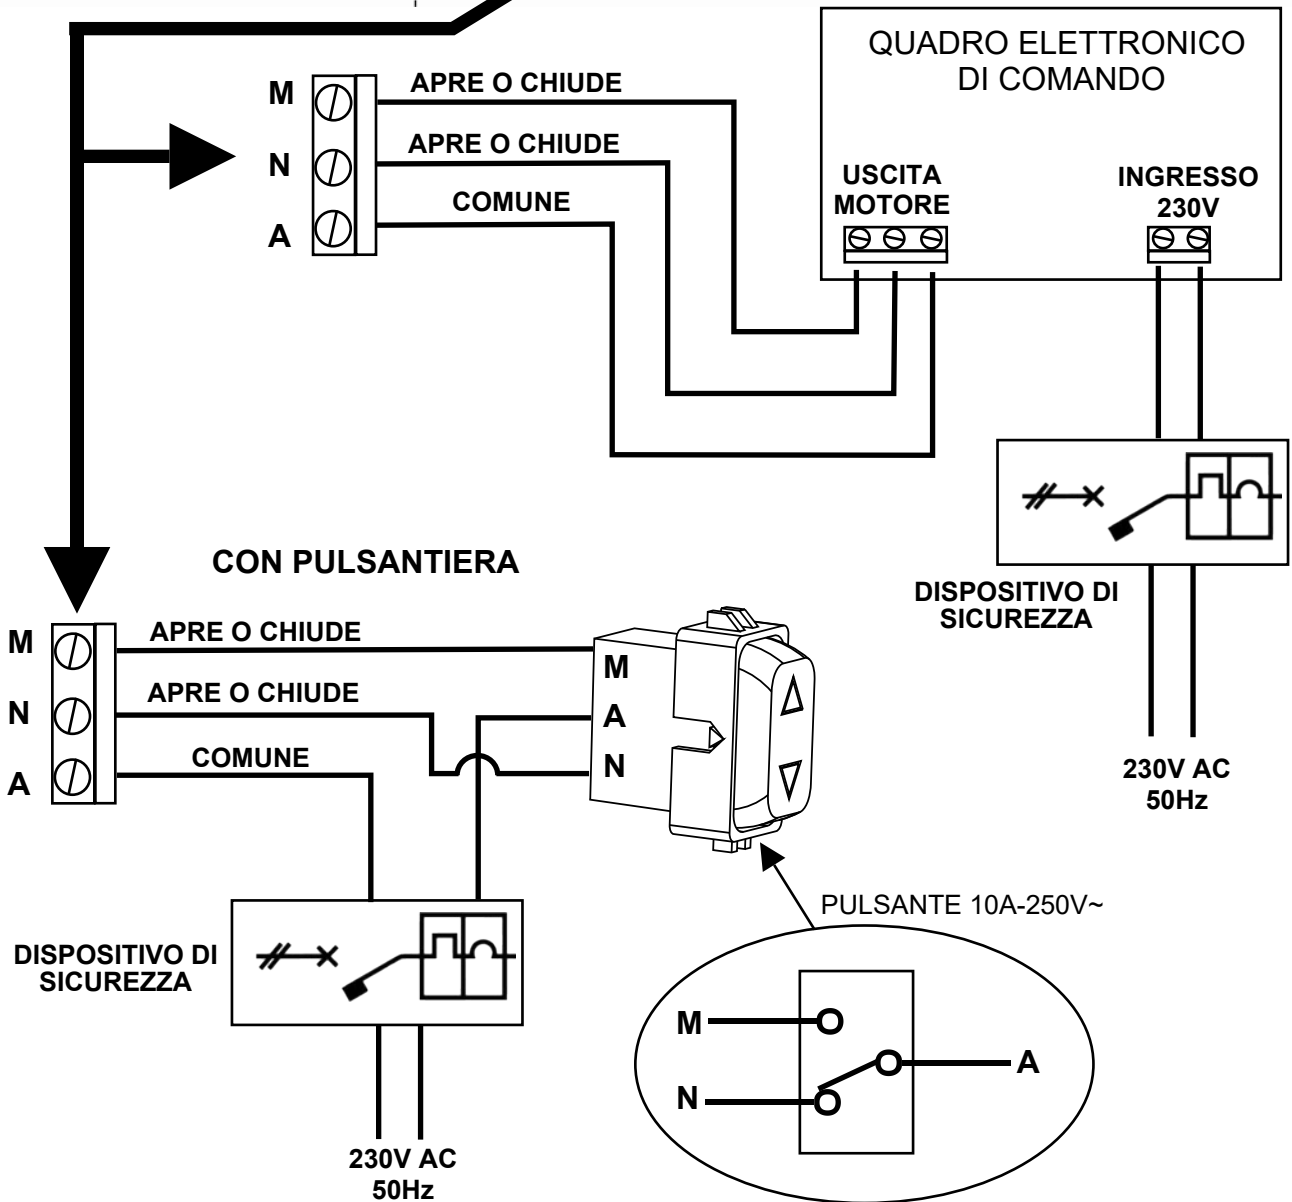 QUADRO ELETTRONICO
DI COMANDO
M
APRE O CHIUDE
N
APRE O CHIUDE
A
COMUNE
USCITA
MOTORE
INGRESSO
230V
DISPOSITIVO DI
SICUREZZA
230V AC
50Hz
CON PULSANTIERA
M
APRE O CHIUDE
N
APRE O CHIUDE
A
COMUNE
M
A
N
DISPOSITIVO DI
SICUREZZA
230V AC
50Hz
PULSANTE 10A-250V~
M
N
A